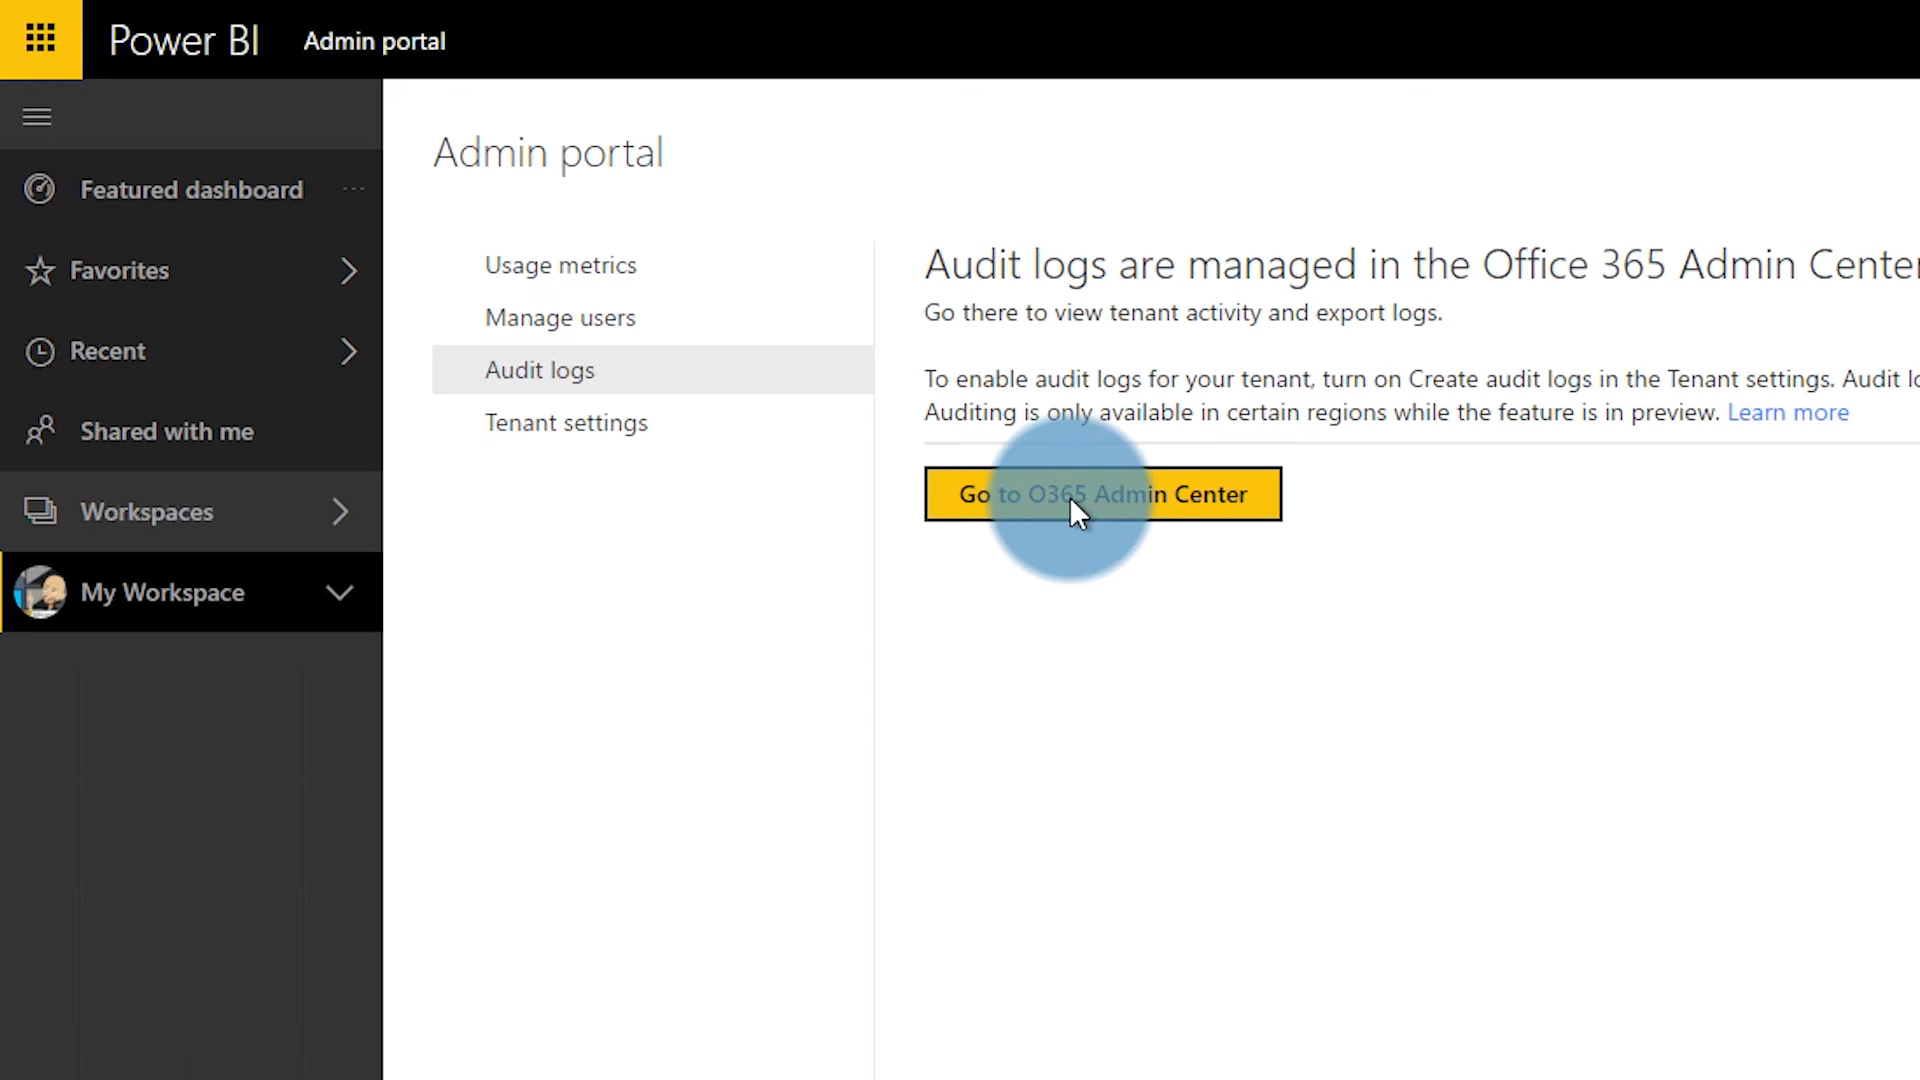 Power BI
Admin portal
Featured dashboard
Favorites
Recent
Shared with me
Workspaces
My Workspace
Admin portal
Usage metrics
Manage users
Audit logs
Tenant settings
Audit logs are managed in the Office 365 Admin Center
Go there to view tenant activity and export logs.
To enable audit logs for your tenant, turn on Create audit logs in the Tenant settings. Audit
Auditing is only available in certain regions while the feature is in preview. Learn more
Go to O365 Admin Center